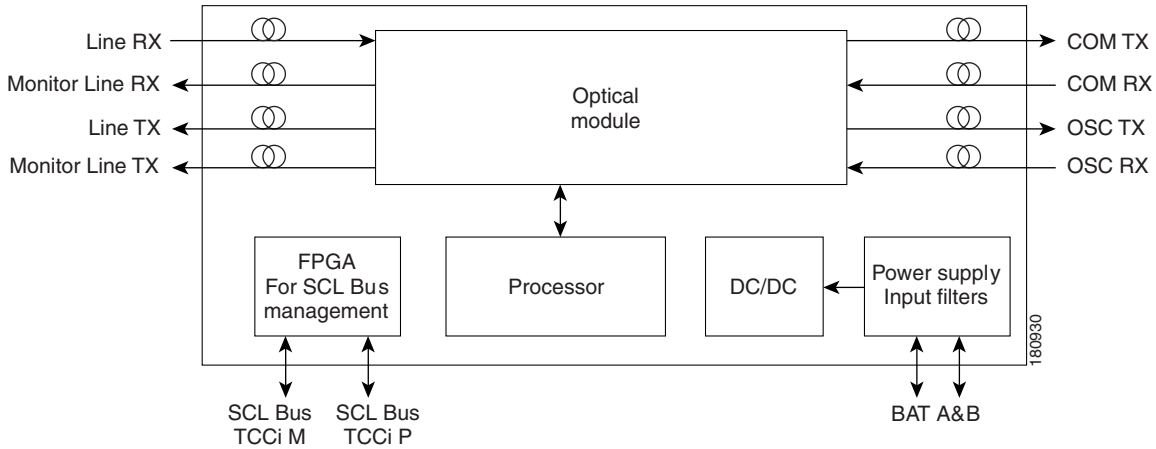 Line RX
Monitor Line RX
Line TX
Monitor Line TX
Optical
module
COM TX
COM RX
OSC TX
OSC RX
FPGA
For SCL Bus
management
Processor
DC/DC
Power supply
Input filters
180930
SCL Bus
TCCi M
SCL Bus
TCCi P
BAT A&B